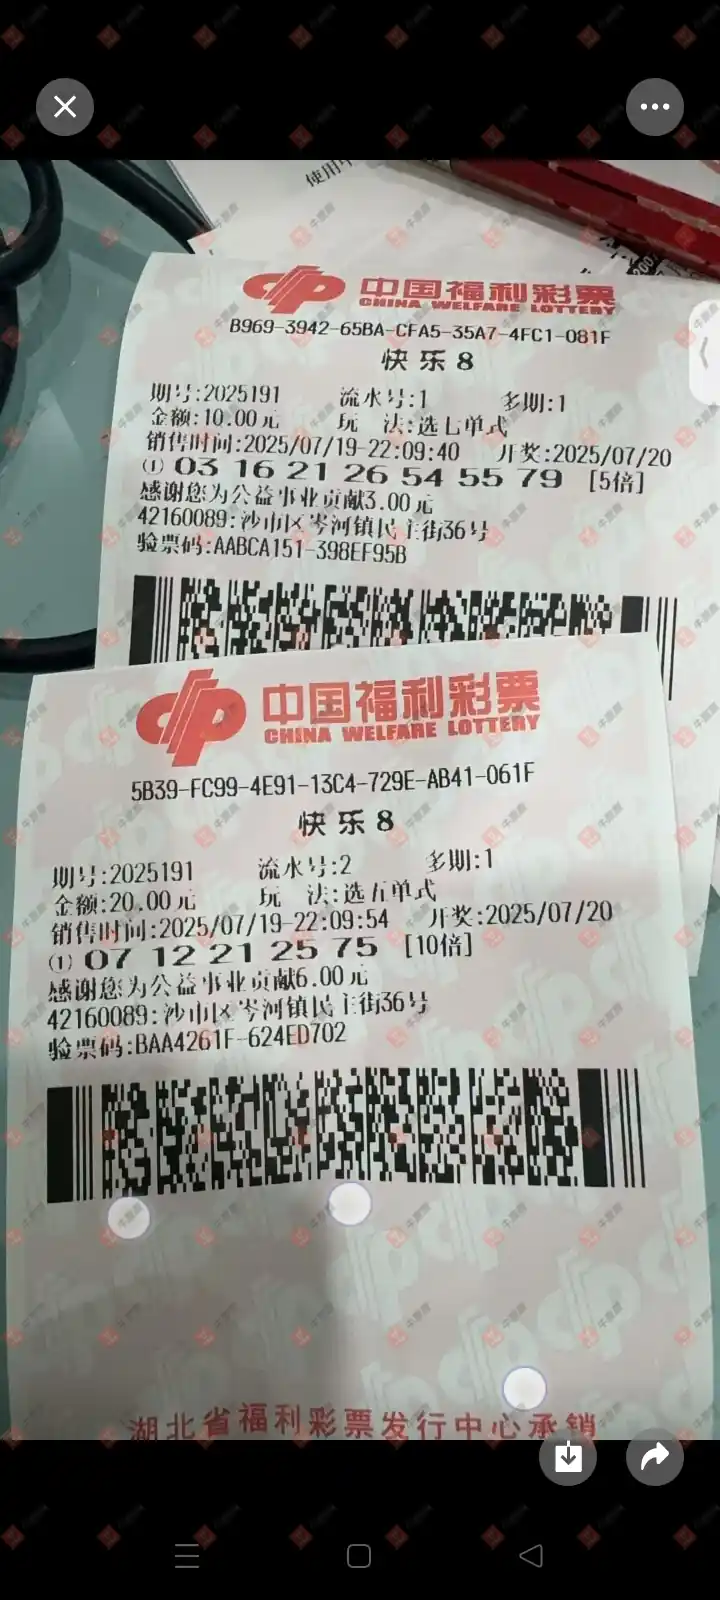 使用
中国福利彩票
CHINA WELFARE LOTTERY
B969-3942-65BA-CFA5-35A7-4FC1-081F
快乐8
期号:2025191 流水号:1 多期:1
金额:10.00元 玩 法:选七单式
销售时间:2025/07/19-22:09:40 开奖:2025/07/20
① 03 16 21 26 54 55 79 [5倍]
感谢您为公益事业贡献3.00元
42160089:沙市区岑河镇民主街36号
验票码:AABCA151-398EF95B
中国福利彩票
CHINA WELFARE LOTTERY
5B39-FC99-4E91-13C4-729E-AB41-061F
快乐8
期号:2025191 流水号:2 多期:1
金额:20.00元 玩 法:选五单式
销售时间:2025/07/19-22:09:54 开奖:2025/07/20
① 07 12 21 25 75 [10倍]
感谢您为公益事业贡献6.00元
42160089:沙市区岑河镇民主街36号
验票码:BAA4261F-624ED702
湖北省福利彩票发行中心承销